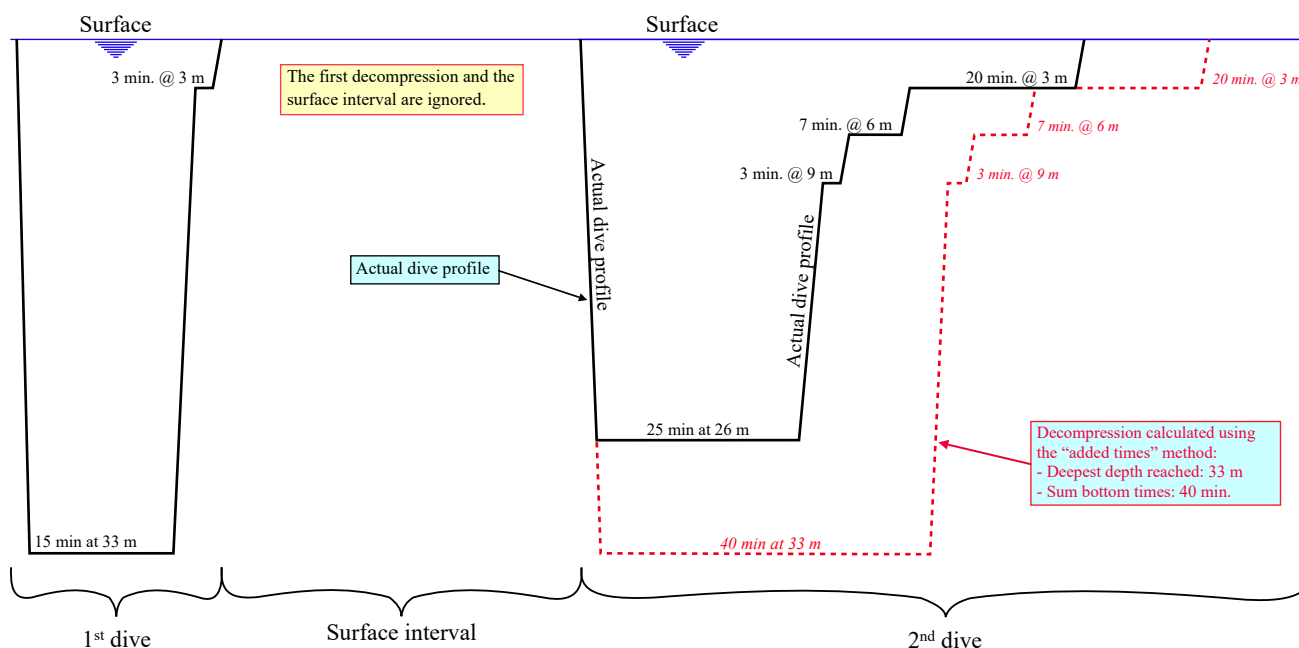 Surface
Surface
3 min. @ 3 m
The first decompression and the
surface interval are ignored.
20 min. @ 3 m
20 min. @ 3 m
7 min. @ 6 m
7 min. @ 6 m
3 min. @ 9 m
3 min. @ 9 m
Actual dive profile
Actual dive profile
Actual dive profile
25 min at 26 m
Decompression calculated using
the “added times” method:
- Deepest depth reached: 33 m
- Sum bottom times: 40 min.
15 min at 33 m
40 min at 33 m
1st dive
Surface interval
2nd dive